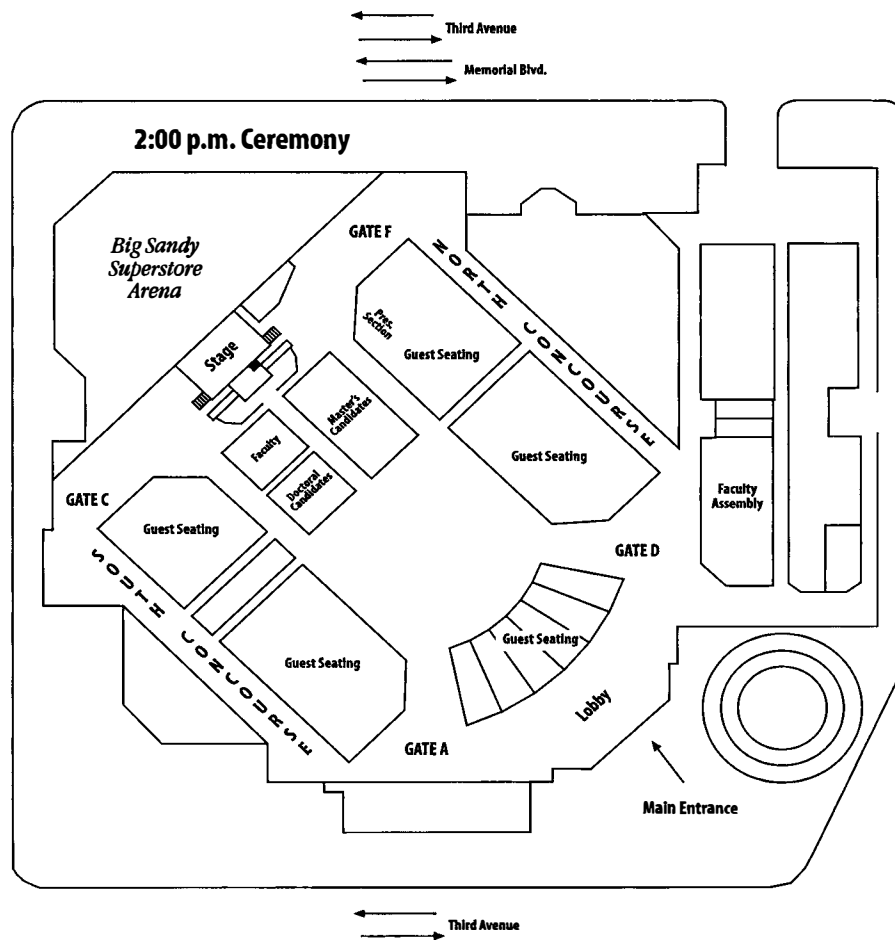 Third Avenue
Memorial Blvd.
2:00 p.m. Ceremony
GATE F
Big Sandy
Superstore
Arena
NORTH CONCOURSE
Pres.
Section
Stage
Guest Seating
Master's
Candidates
Faculty
Guest Seating
Doctoral
Candidates
GATE C
Guest Seating
Faculty
Assembly
GATE D
SOUTH CONCOURSE
Guest Seating
Guest Seating
Lobby
GATE A
Main Entrance
Third Avenue